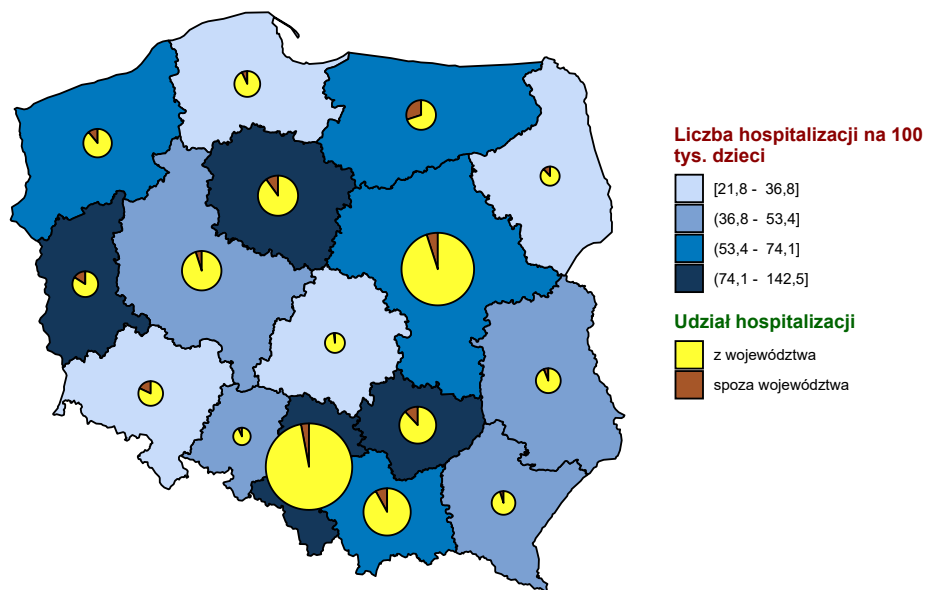 Liczba hospitalizacji na 100
tys. dzieci
[21,8 - 36,8]
(36,8 - 53,4]
(53,4 - 74,1]
(74,1 - 142,5]
Udział hospitalizacji
z województwa
spoza województwa